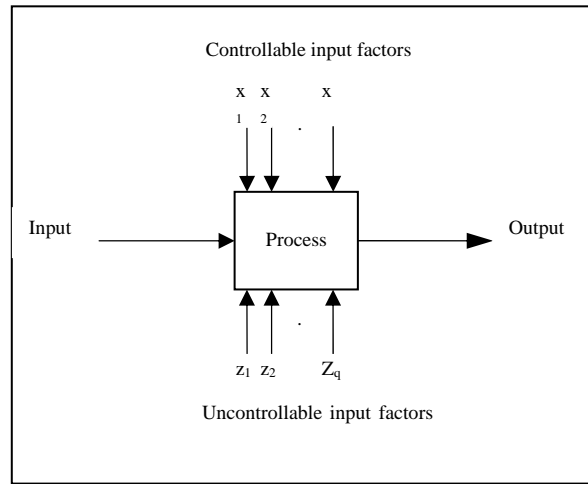 Controllable input factors
x x x
1 2 .
Input Process Output
.
z1 z2 Zq
Uncontrollable input factors